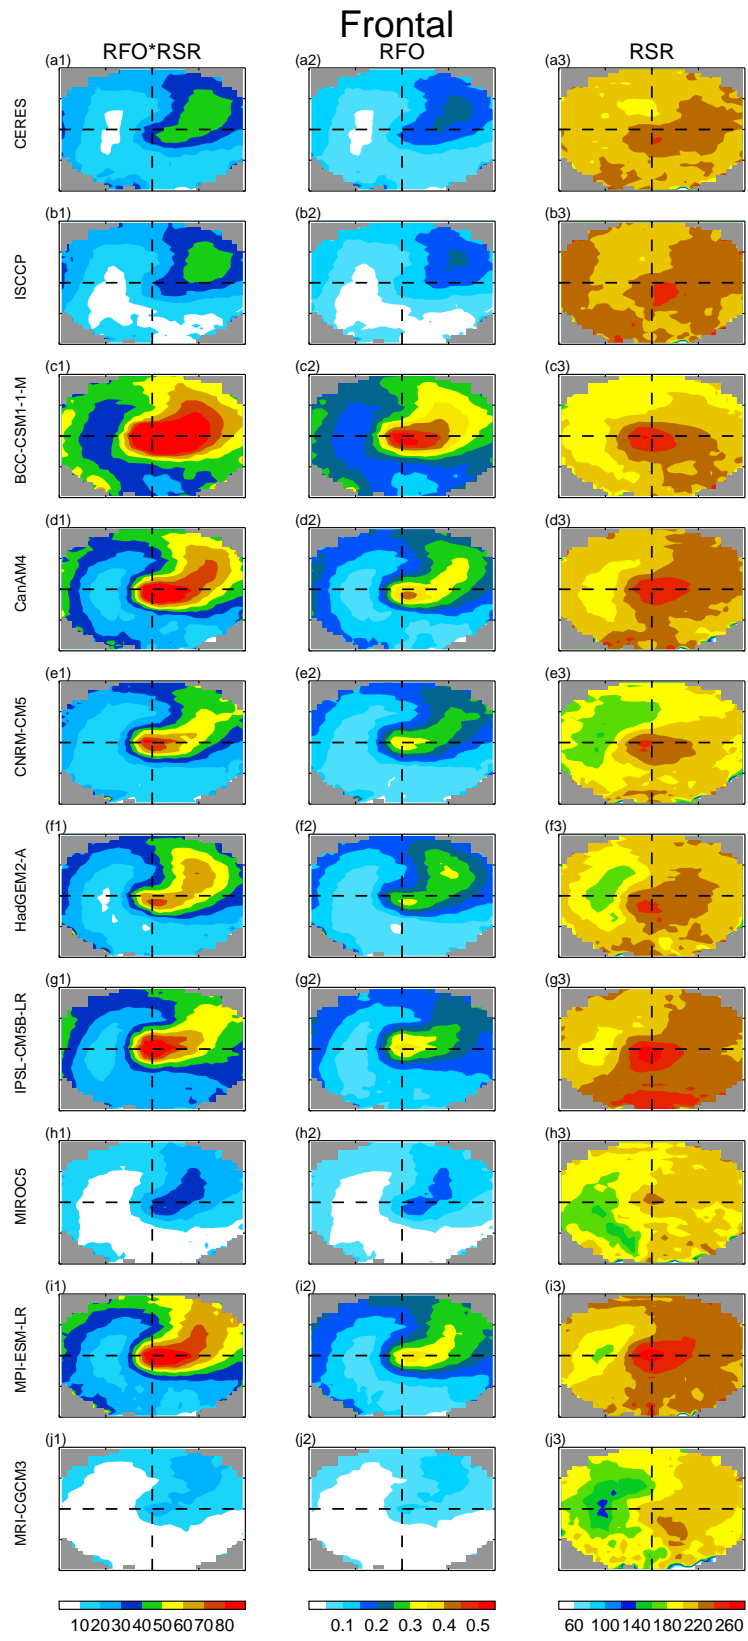 Frontal
RFO*RSR RFO RSR
(a1) (a2) (a3)
CERES
(b1) (b2) (b3)
ISCCP
(c1) (c2) (c3)
BCC-CSM1-1-M
(d1) (d2) (d3)
CanAM4
(e1) (e2) (e3)
CNRM-CM5
(f1) (f2) (f3)
HadGEM2-A
(g1) (g2) (g3)
IPSL-CM5B-LR
(h1) (h2) (h3)
MIROC5
(i1) (i2) (i3)
MPI-ESM-LR
(j1) (j2) (j3)
MRI-CGCM3
10 20 30 40 50 60 70 80 0.1 0.2 0.3 0.4 0.5 60 100 140 180 220 260